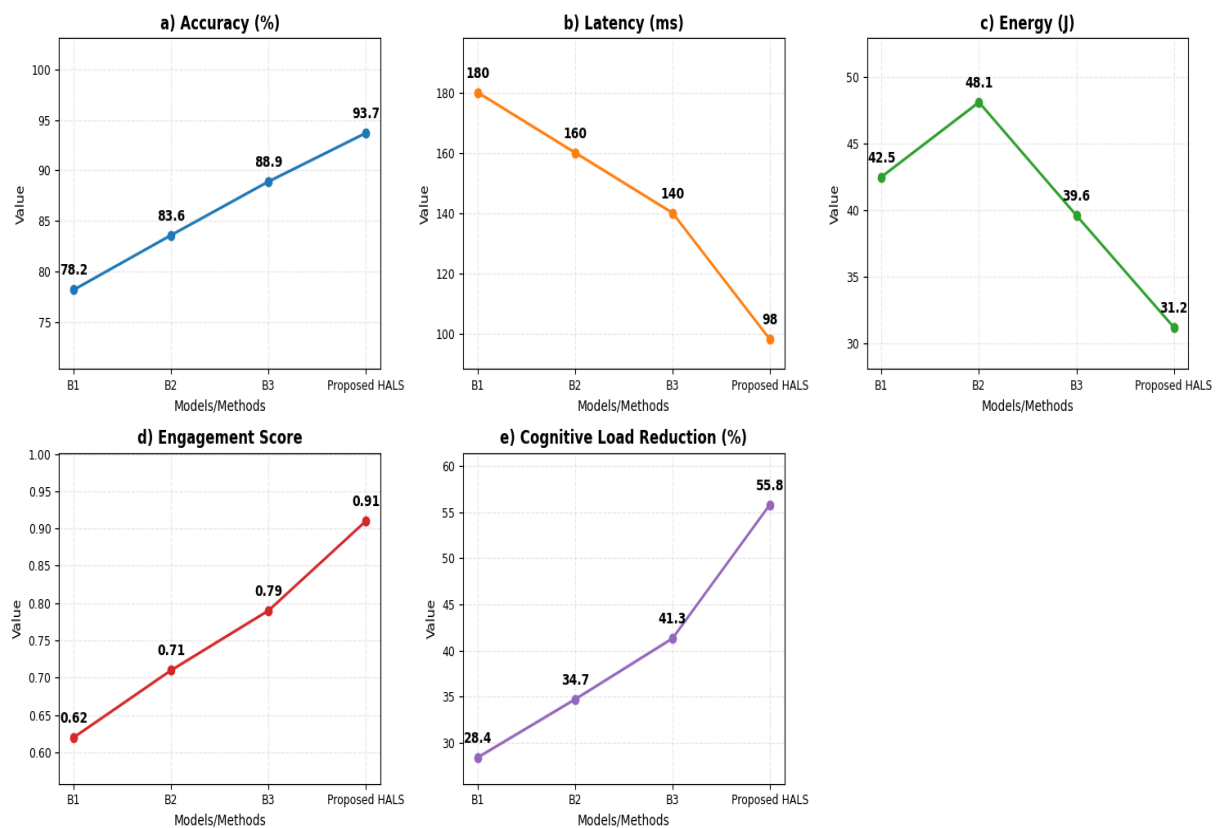 a) Accuracy (%)
100
95
90
85
80
75
Value
78.2
83.6
88.9
93.7
B1
B2
B3
Proposed HALS
Models/Methods
b) Latency (ms)
180
160
140
120
100
Value
180
160
140
98
B1
B2
B3
Proposed HALS
Models/Methods
c) Energy (J)
50
45
40
35
30
Value
42.5
48.1
39.6
31.2
B1
B2
B3
Proposed HALS
Models/Methods
d) Engagement Score
1.00
0.95
0.90
0.85
0.80
0.75
0.70
0.65
0.60
Value
0.62
0.71
0.79
0.91
B1
B2
B3
Proposed HALS
Models/Methods
e) Cognitive Load Reduction (%)
60
55
50
45
40
35
30
Value
28.4
34.7
41.3
55.8
B1
B2
B3
Proposed HALS
Models/Methods